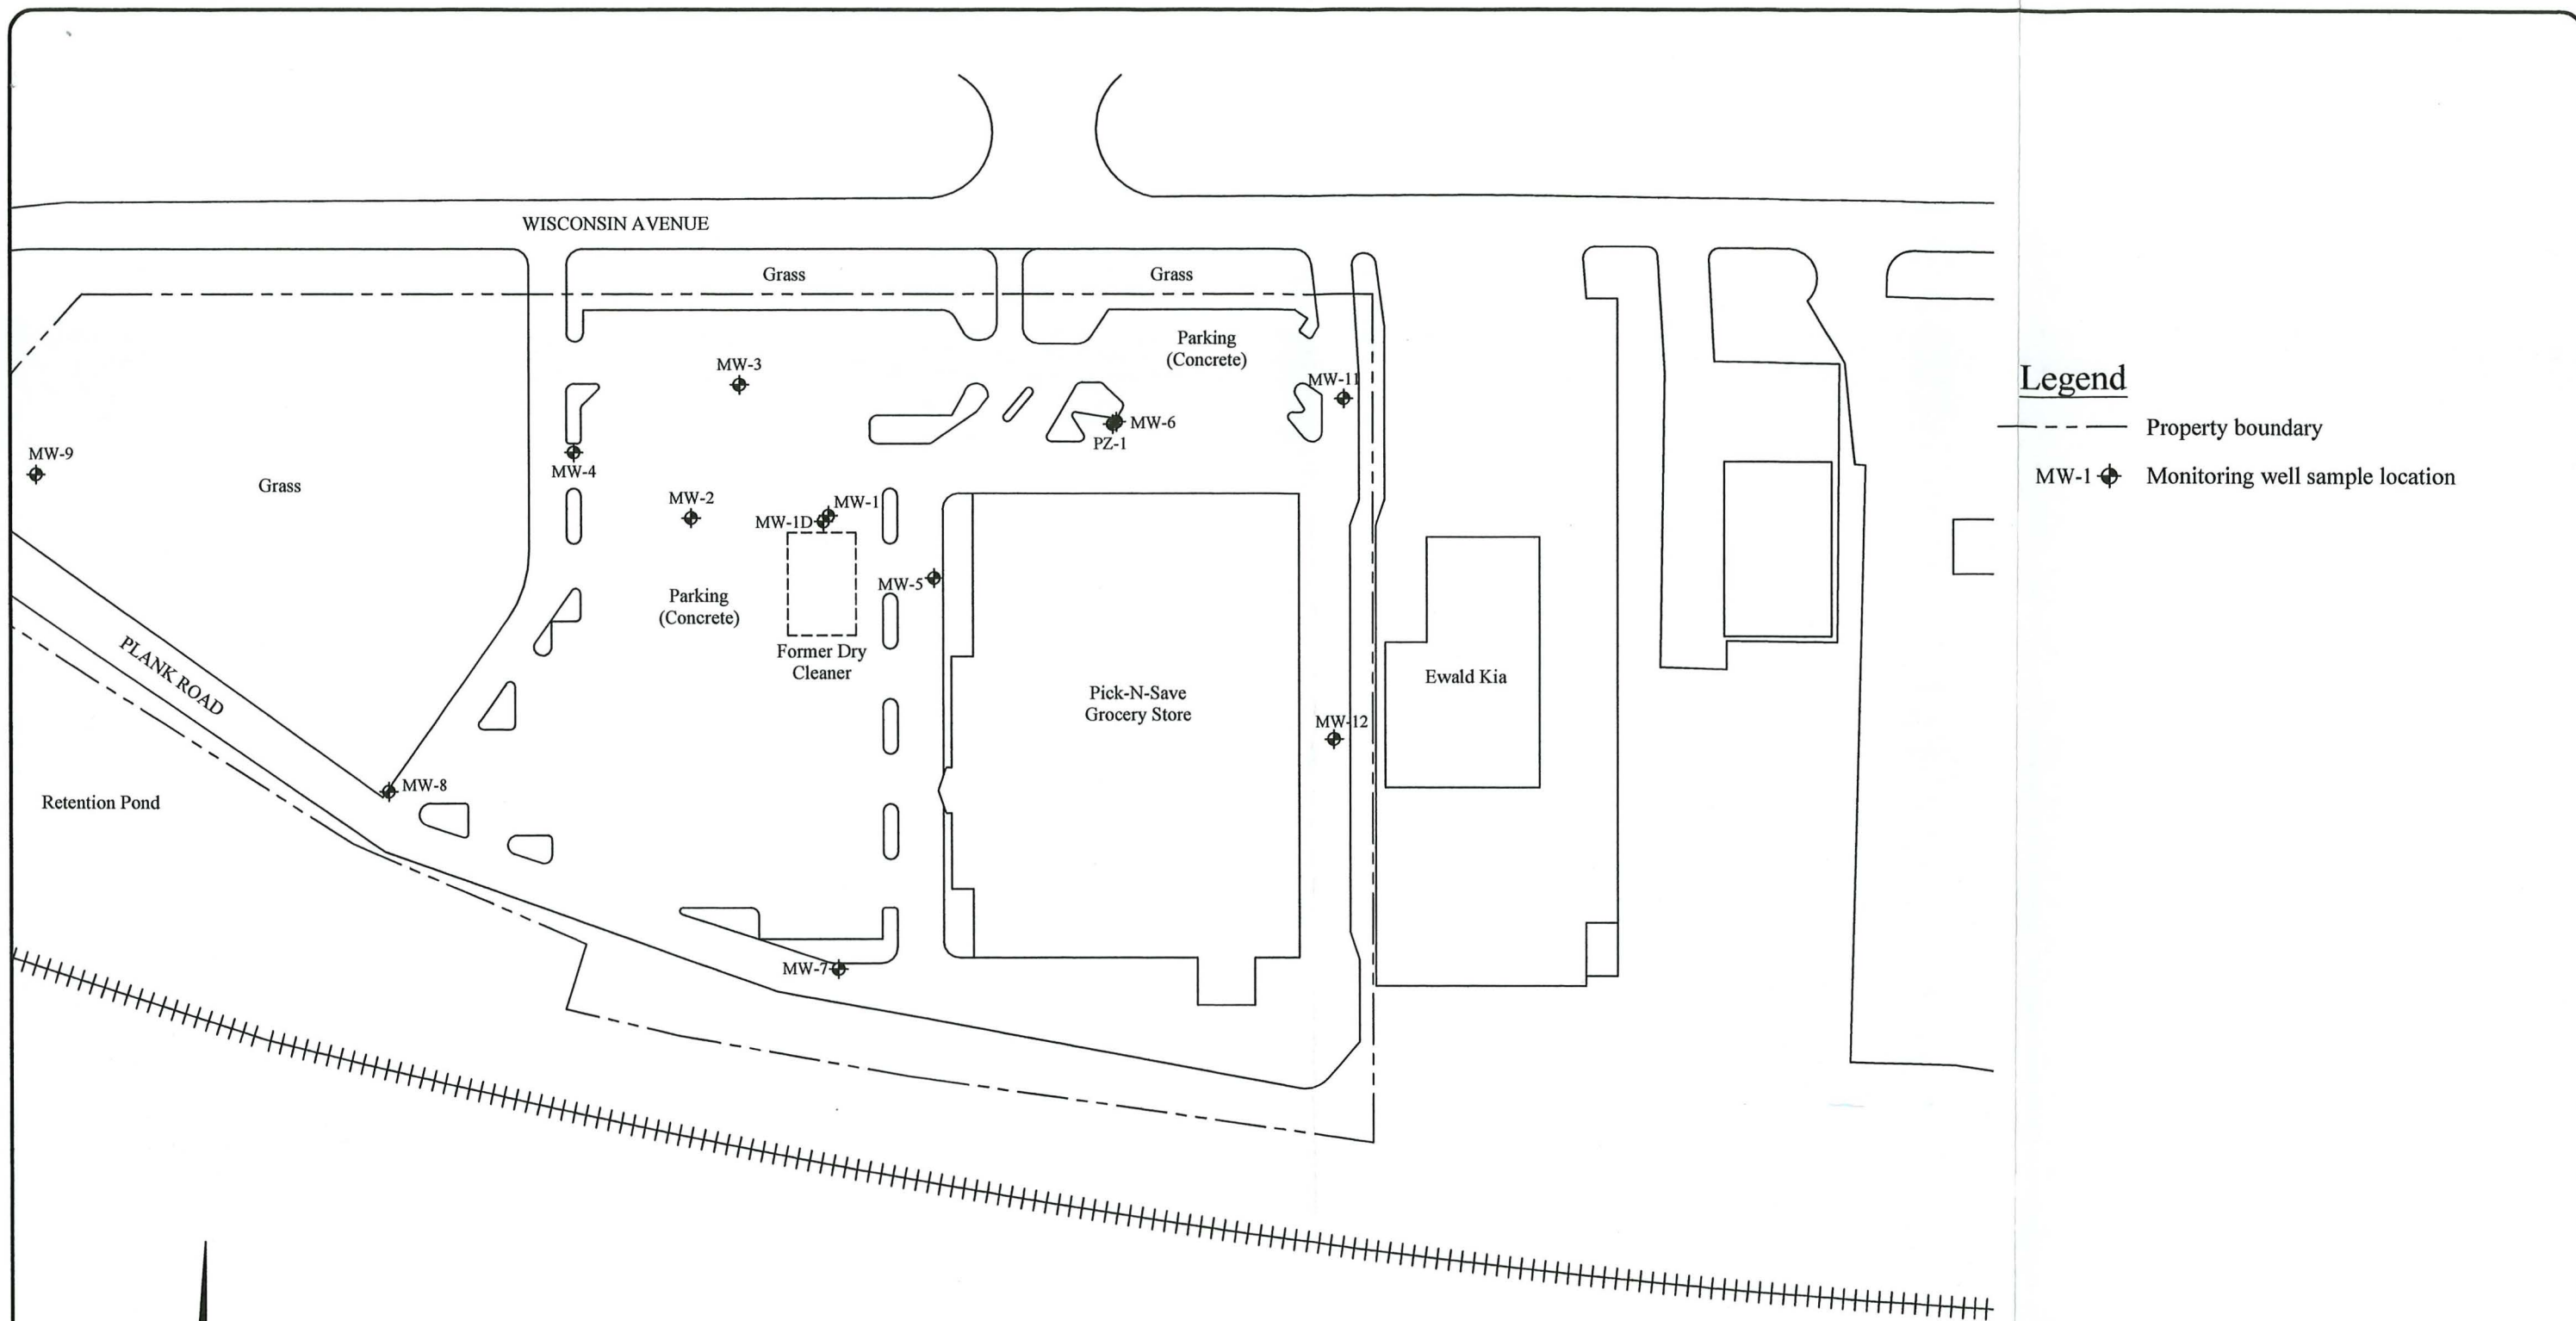 WISCONSIN AVENUE
Grass
Grass
Parking
(Concrete)
MW-3
MW-11
Legend
MW-6
PZ-1
Property boundary
MW-9
MW-4
Grass
MW-1 Monitoring well sample location
MW-2
MW-1
MW-1D
MW-5
Parking
(Concrete)
Former Dry
Cleaner
PLANK ROAD
Pick-N-Save
Grocery Store
Ewald Kia
MW-12
MW-8
Retention Pond
MW-7